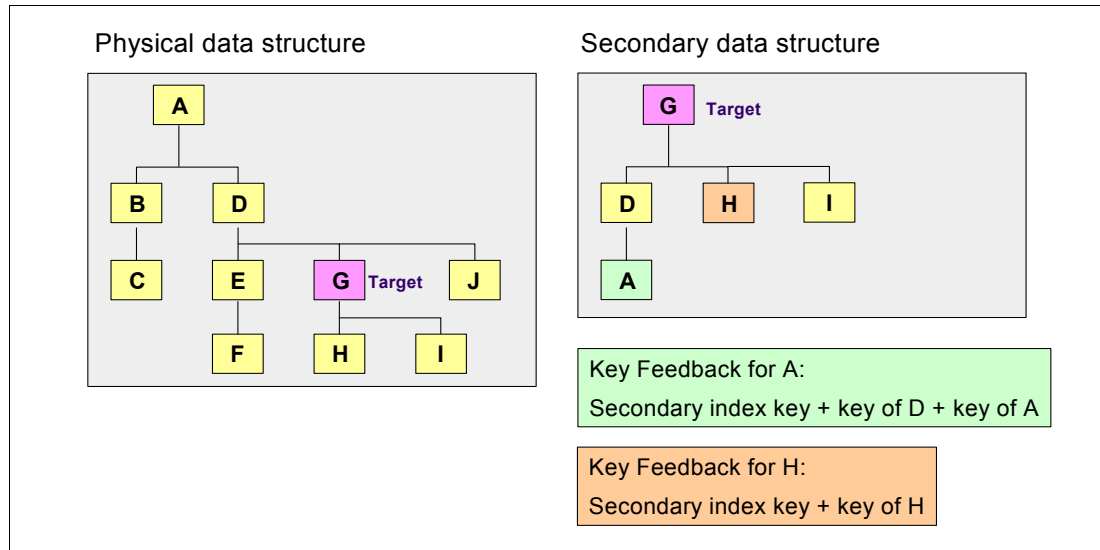 Physical data structure
A
B
D
C
E
G
Target
J
F
H
I
Secondary data structure
G
Target
D
H
I
A
Key Feedback for A:
Secondary index key + key of D + key of A
Key Feedback for H:
Secondary index key + key of H